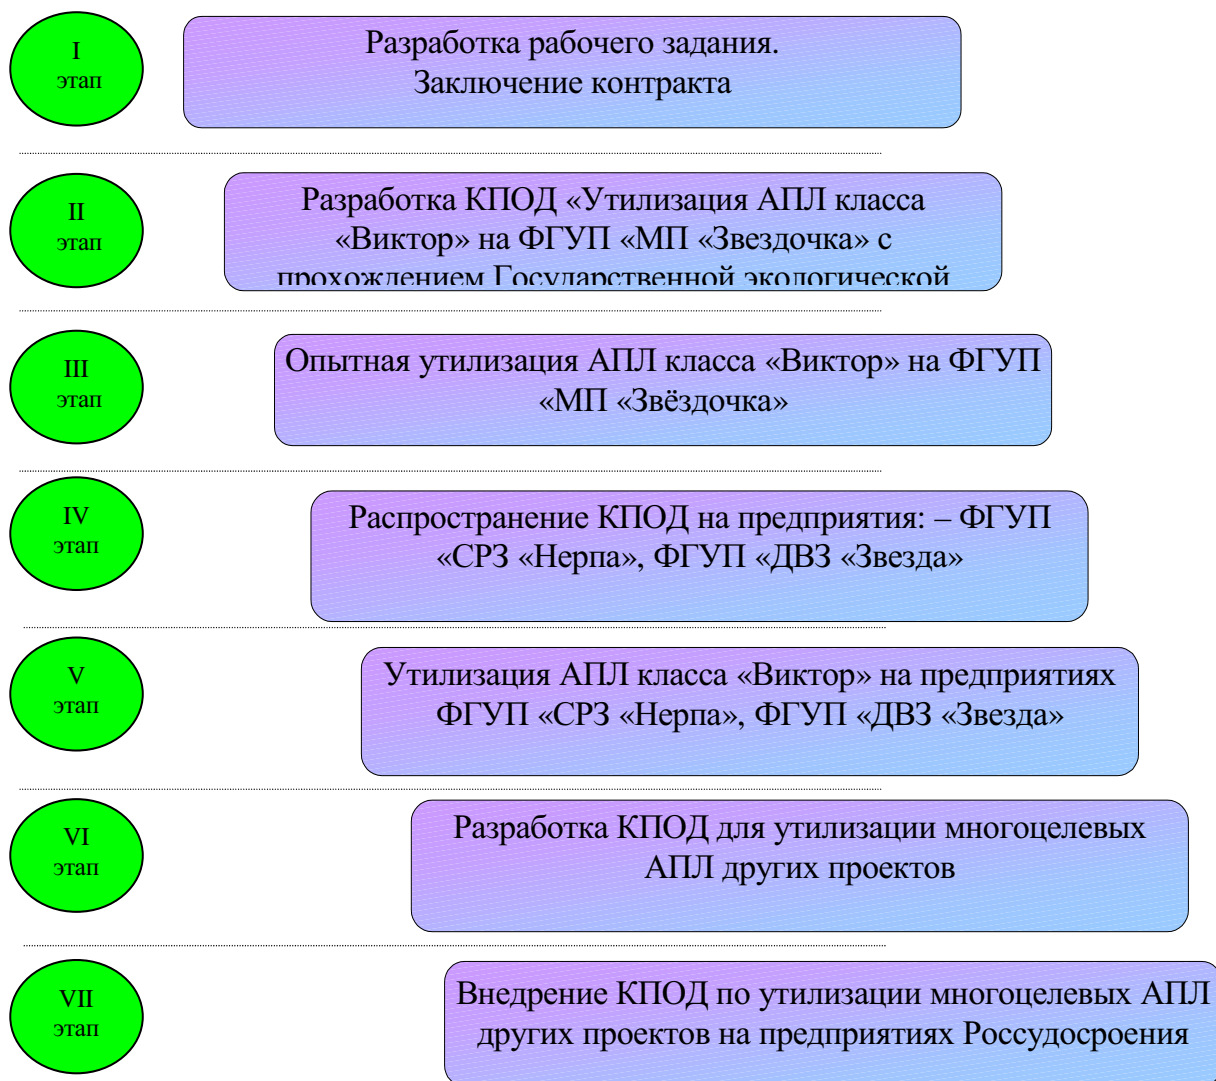 I
этап
Разработка рабочего задания.
Заключение контракта
II
этап
Разработка КПОД «Утилизация АПЛ класса
«Виктор» на ФГУП «МП «Звездочка» с
прохождением Государственной экологической
III
этап
Опытная утилизация АПЛ класса «Виктор» на ФГУП
«МП «Звёздочка»
IV
этап
Распространение КПОД на предприятия: – ФГУП
«СРЗ «Нерпа», ФГУП «ДВЗ «Звезда»
V
этап
Утилизация АПЛ класса «Виктор» на предприятиях
ФГУП «СРЗ «Нерпа», ФГУП «ДВЗ «Звезда»
VI
этап
Разработка КПОД для утилизации многоцелевых
АПЛ других проектов
VII
этап
Внедрение КПОД по утилизации многоцелевых АПЛ
других проектов на предприятиях Россудосроения